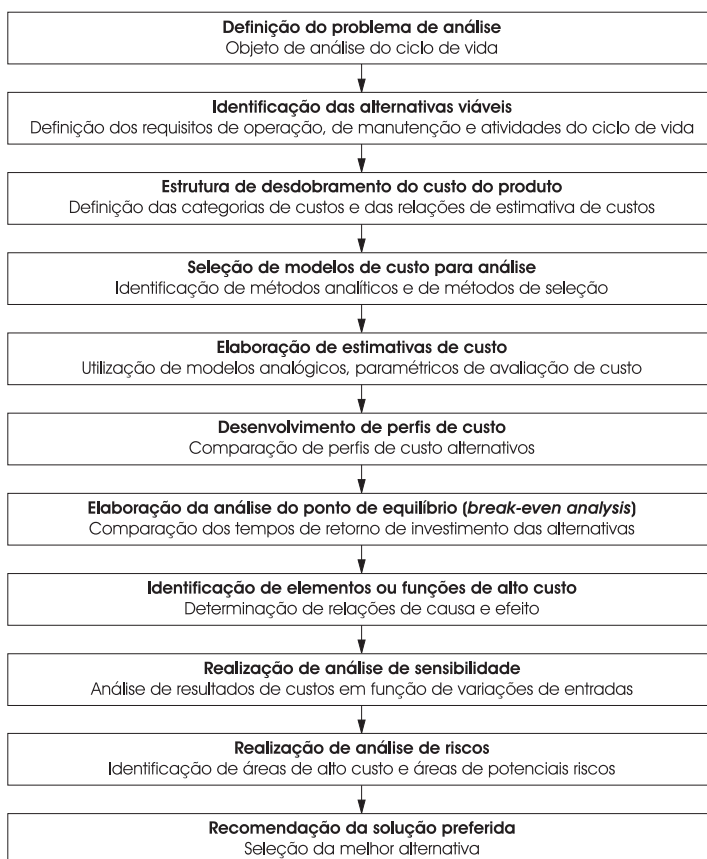 Definição do problema de análise
Objeto de análise do ciclo de vida
Identificação das alternativas viáveis
Definição dos requisitos de operação, de manutenção e atividades do ciclo de vida
Estrutura de desdobramento do custo do produto
Definição das categorias de custos e das relações de estimativa de custos
Seleção de modelos de custo para análise
Identificação de métodos analíticos e de métodos de seleção
Elaboração de estimativas de custo
Utilização de modelos analógicos, paramétricos de avaliação de custo
Desenvolvimento de perfis de custo
Comparação de perfis de custo alternativos
Elaboração da análise do ponto de equilíbrio (break-even analysis)
Comparação dos tempos de retorno de investimento das alternativas
Identificação de elementos ou funções de alto custo
Determinação de relações de causa e efeito
Realização de análise de sensibilidade
Análise de resultados de custos em função de variações de entradas
Realização de análise de riscos
Identificação de áreas de alto custo e áreas de potenciais riscos
Recomendação da solução preferida
Seleção da melhor alternativa